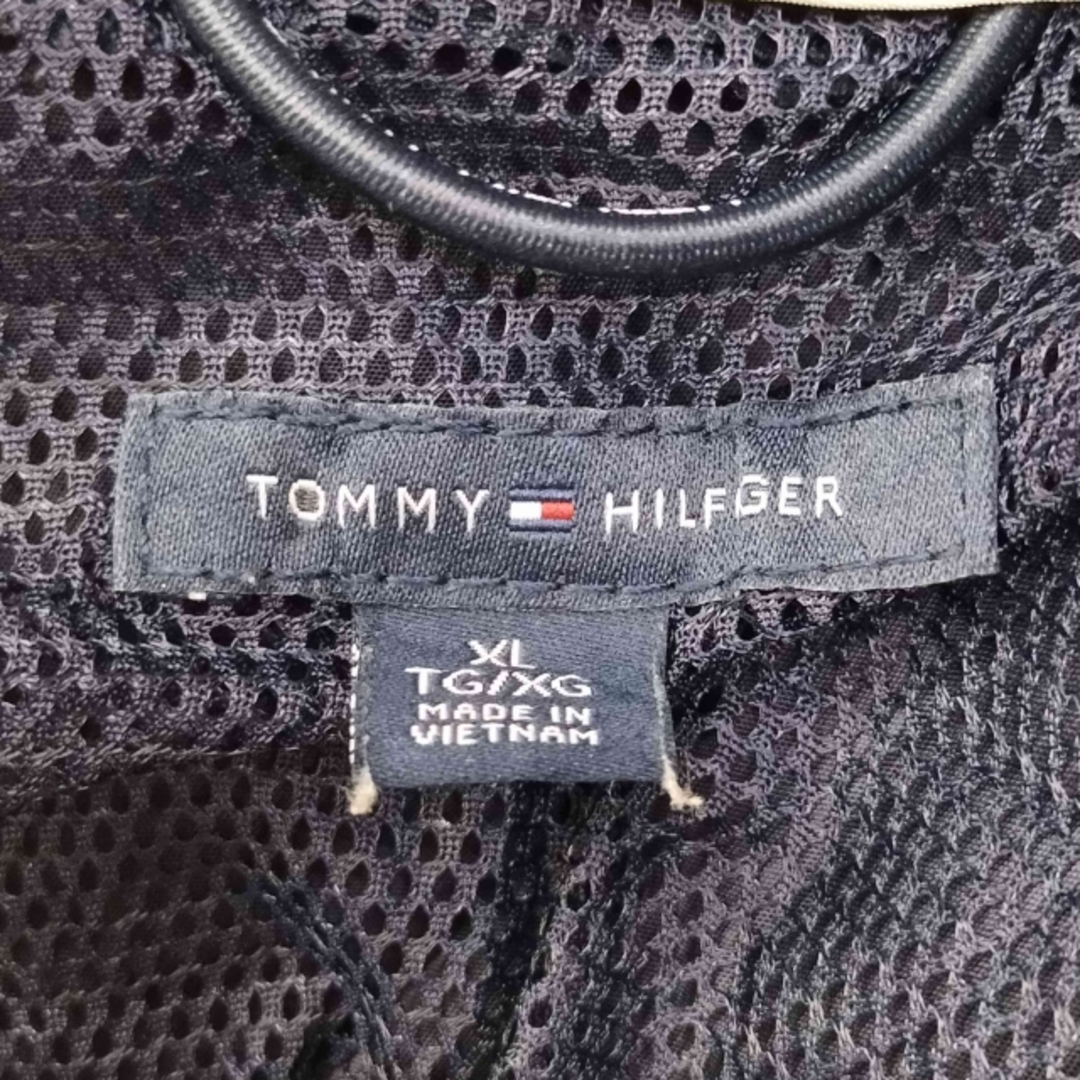 TOMMY HILFGER
XL
TG/XG
MADE IN
VIETNAM